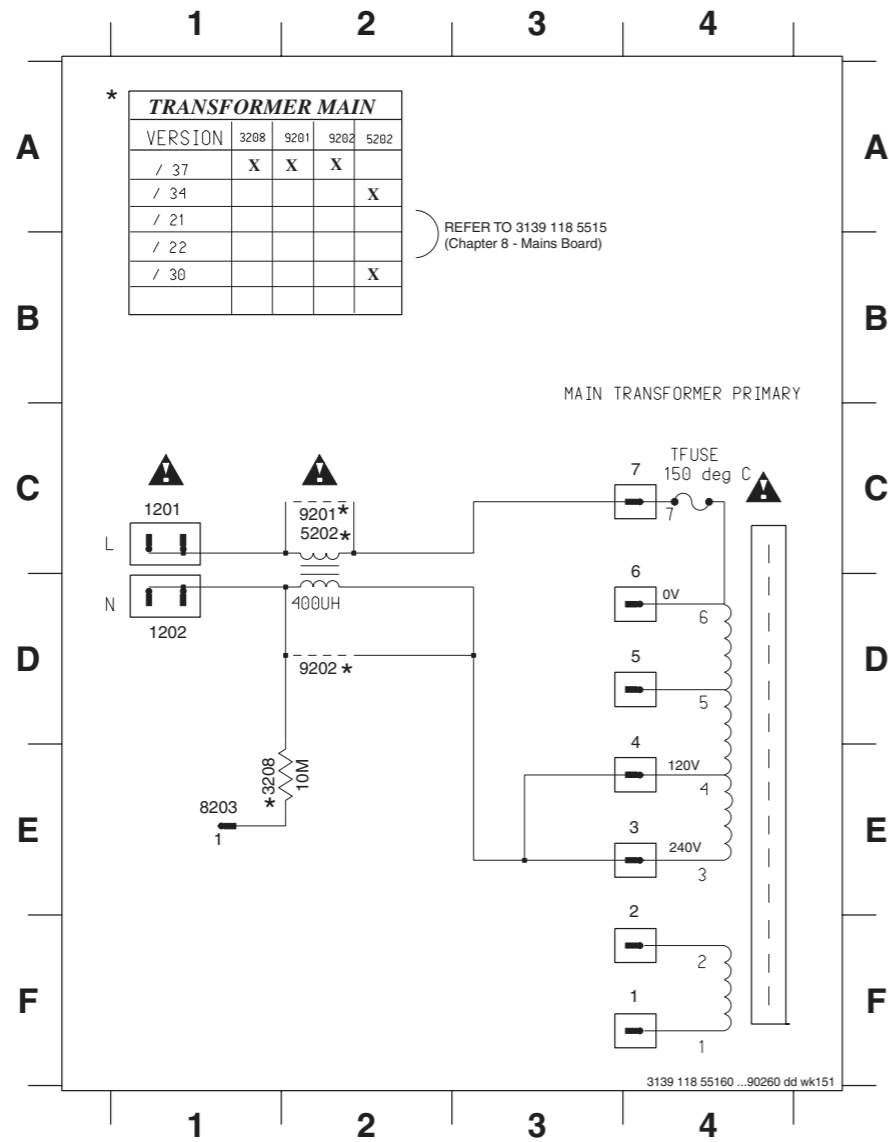 1 2 3 4
*
TRANSFORMER MAIN
VERSION 3208 9201 9202 5202
/ 37 X X X
/ 34 X
/ 21
/ 22
/ 30 X
REFER TO 3139 118 5515
(Chapter 8 - Mains Board)
A A
B B
MAIN TRANSFORMER PRIMARY
C C
TFUSE
150 deg C
7
7
1201
9201*
5202*
L
N
1202
400UH
6
0V
6
D D
9202 *
5
5
4
120V
4
*3208
10M
8203
1
E E
3
240V
3
2
2
F F
1
1
3139 118 55160 ...90260 dd wk151
1 2 3 4